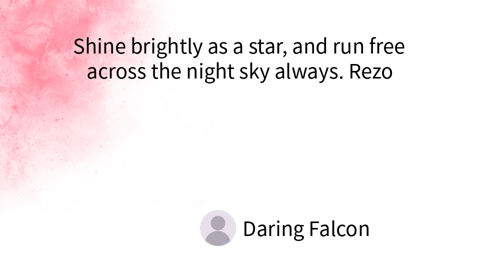 Shine brightly as a star, and run free
across the night sky always. Rezo
Daring Falcon